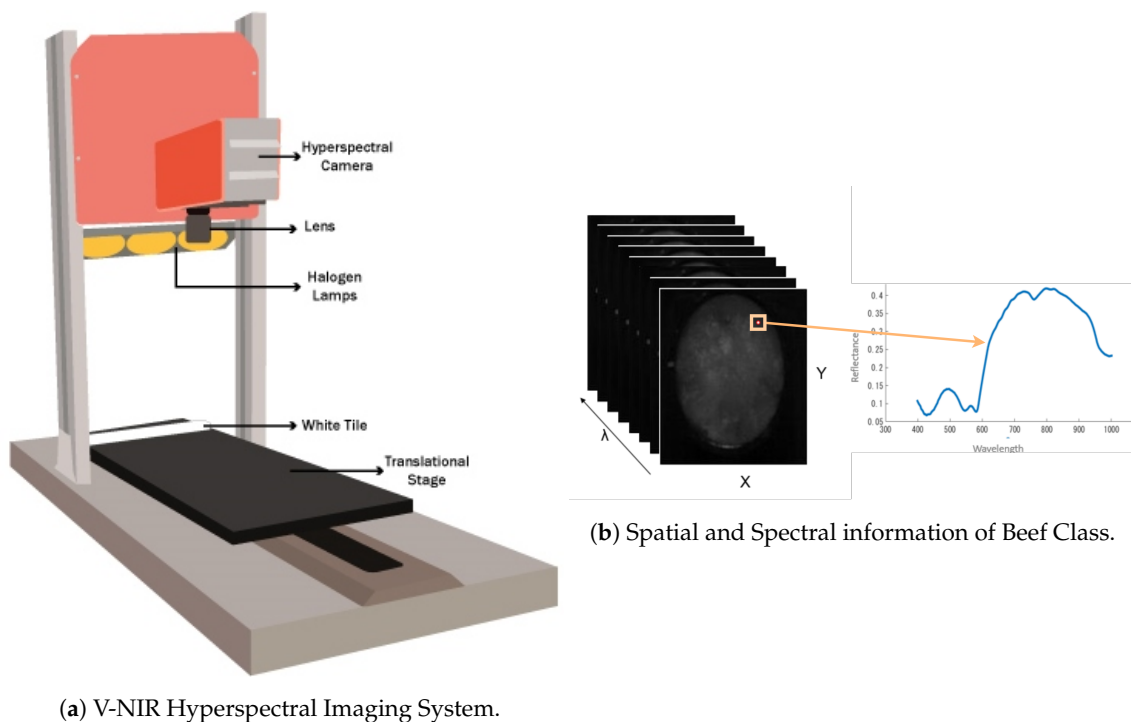 Hyperspectral
Camera
Lens
Halogen
Lamps
White Tile
Translational
Stage
(a) V-NIR Hyperspectral Imaging System.
λ
Y
X
Reflectance
0.4
0.35
0.3
0.25
0.2
0.15
0.1
0.05
300 400 500 600 700 800 900 1000
Wavelength
(b) Spatial and Spectral information of Beef Class.